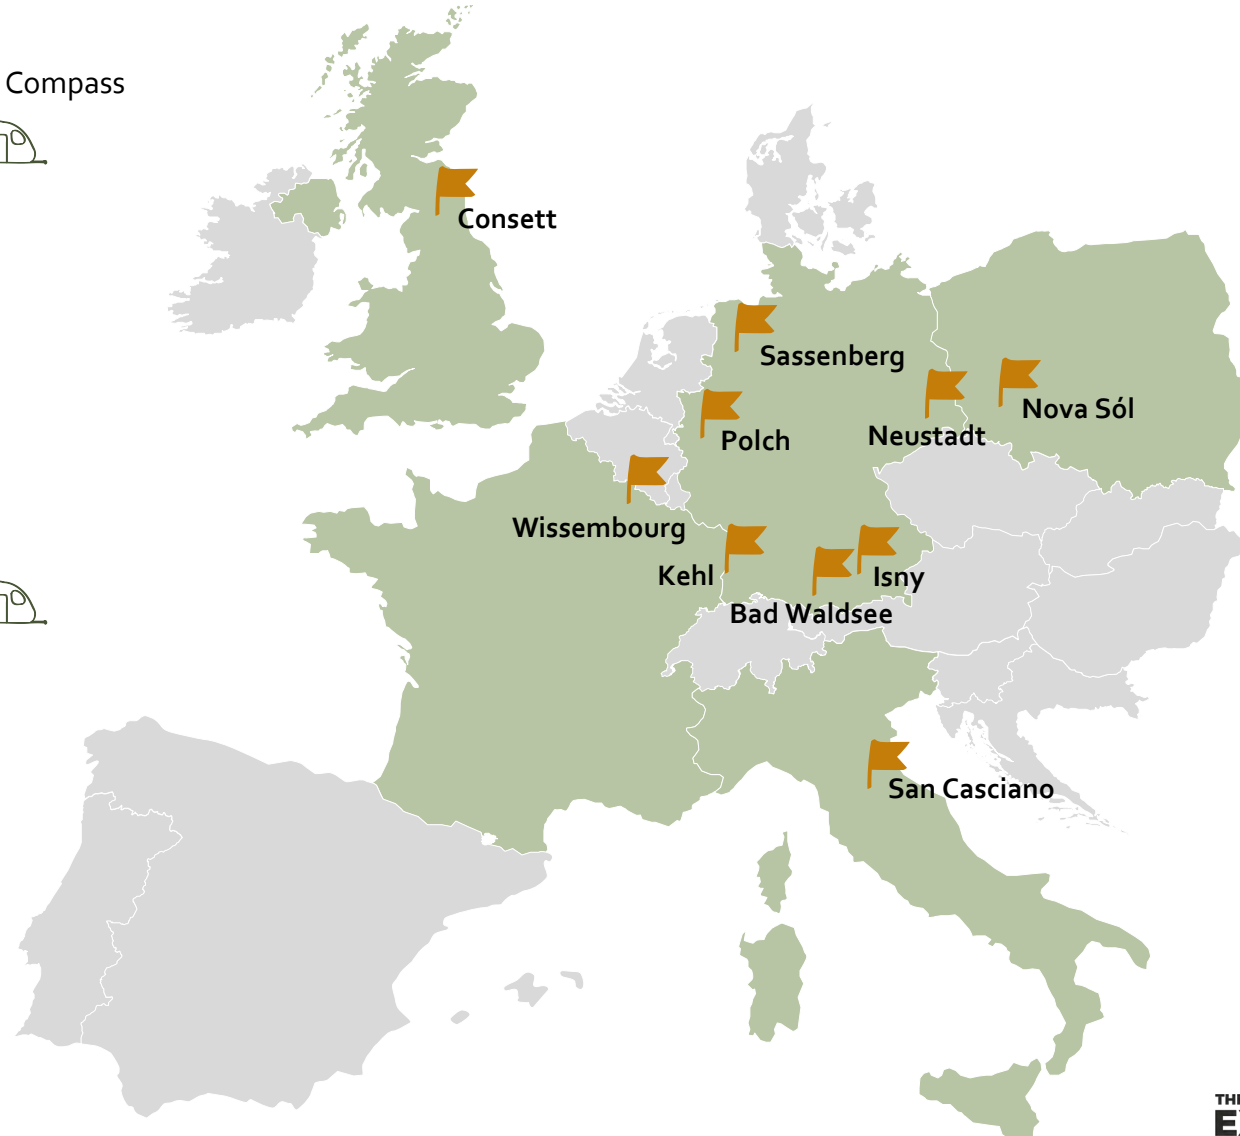 Compass
Consett
Sassenberg
Nova Sól
Neustadt
Polch
Wissembourg
Kehl
Isny
Bad Waldsee
San Casciano